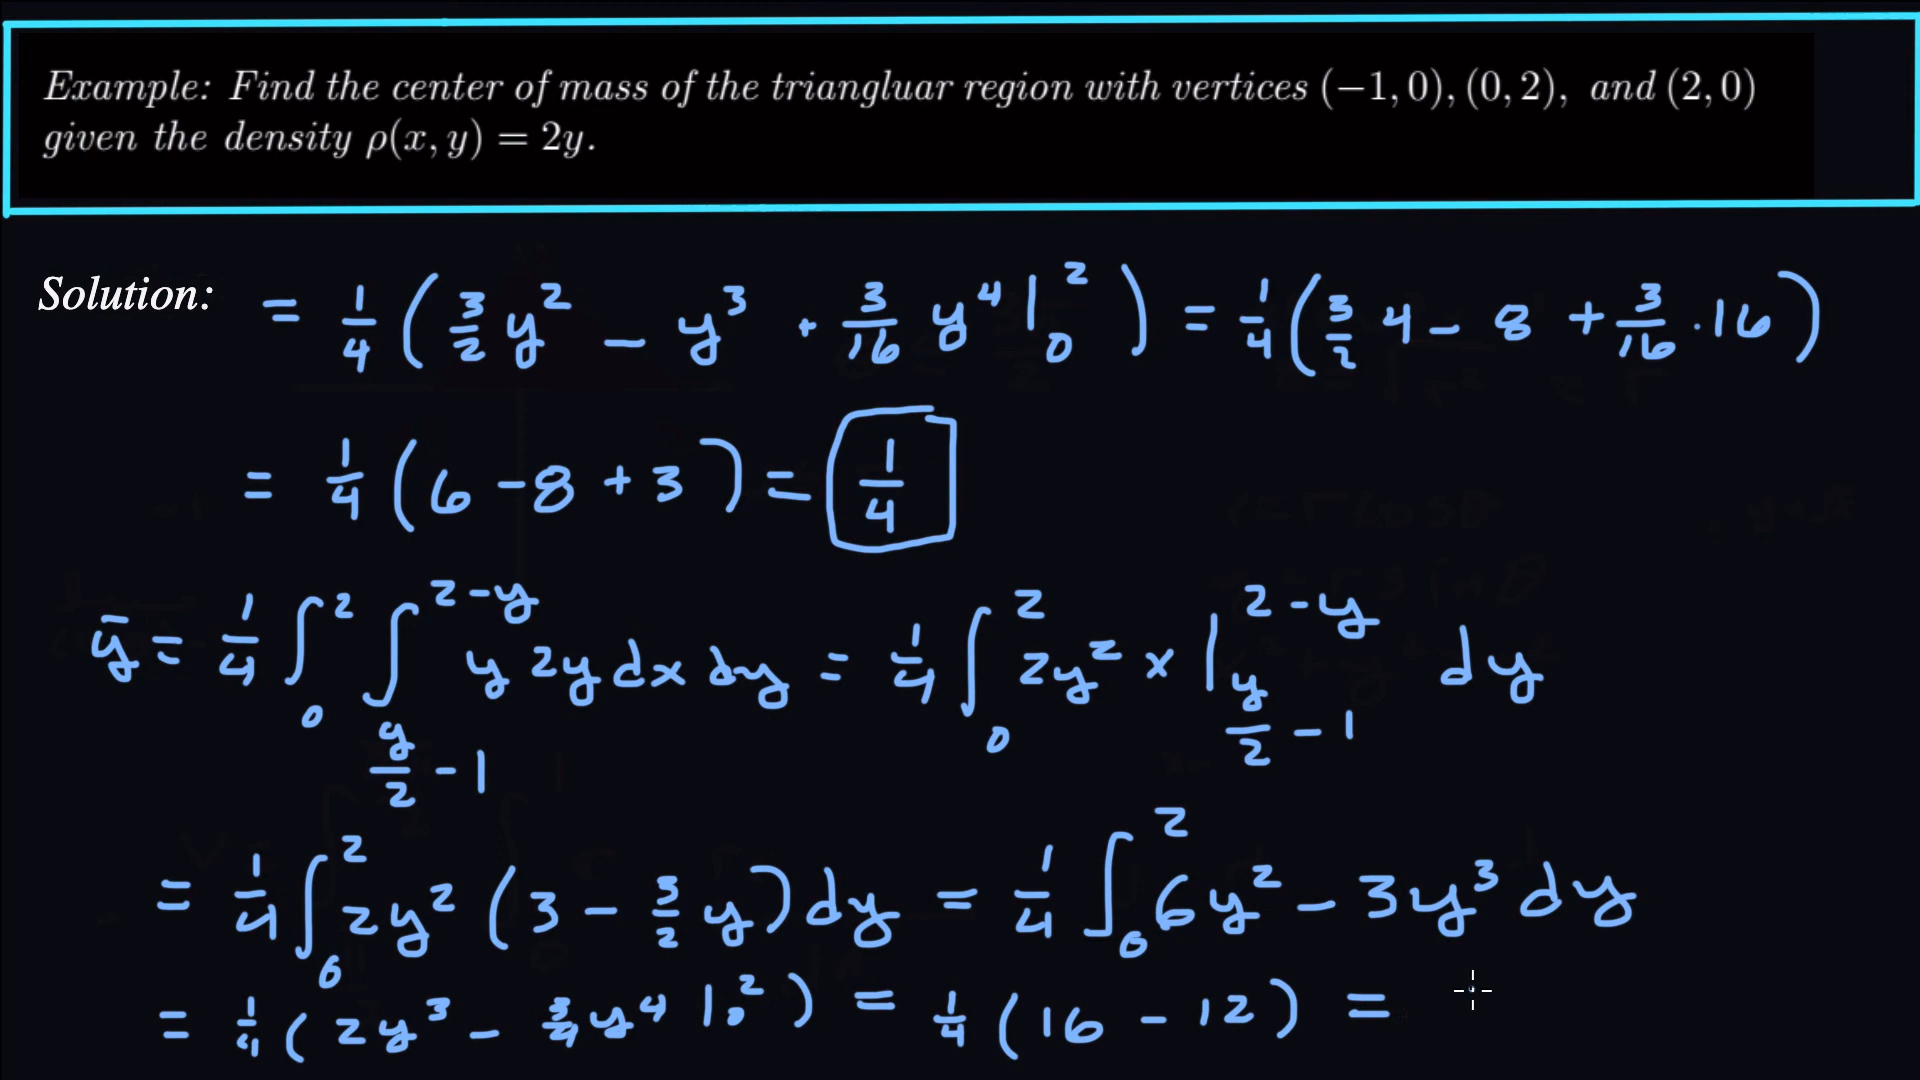 Example: Find the center of mass of the triangluar region with vertices (−1, 0), (0, 2), and (2, 0)
given the density ρ(x, y) = 2y.
Solution: = 1/4 ( 3/2 y² − y³ + 3/16 y⁴ |₀² ) = 1/4 ( 3/2 4 − 8 + 3/16 · 16 )
= 1/4 ( 6 − 8 + 3 ) = 1/4
ȳ = 1/4 ∫₀² ∫_{y/2 − 1}^{2−y} y 2y dx dy = 1/4 ∫₀² 2y² x |_{y/2 − 1}^{2−y} dy
= 1/4 ∫₀² 2y² ( 3 − 3/2 y ) dy = 1/4 ∫₀² 6y² − 3y³ dy
= 1/4 ( 2y³ − 3/4 y⁴ |₀² ) = 1/4 ( 16 − 12 ) =